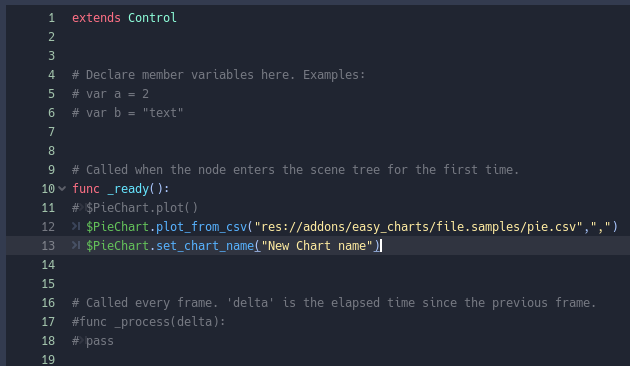 1 extends Control
2
3
4 # Declare member variables here. Examples:
5 # var a = 2
6 # var b = "text"
7
8
9 # Called when the node enters the scene tree for the first time.
10 func _ready():
11 # $PieChart.plot()
12 $PieChart.plot_from_csv("res://addons/easy_charts/file.samples/pie.csv",",")
13 $PieChart.set_chart_name("New Chart name")
14
15
16 # Called every frame. 'delta' is the elapsed time since the previous frame.
17 #func _process(delta):
18 # pass
19